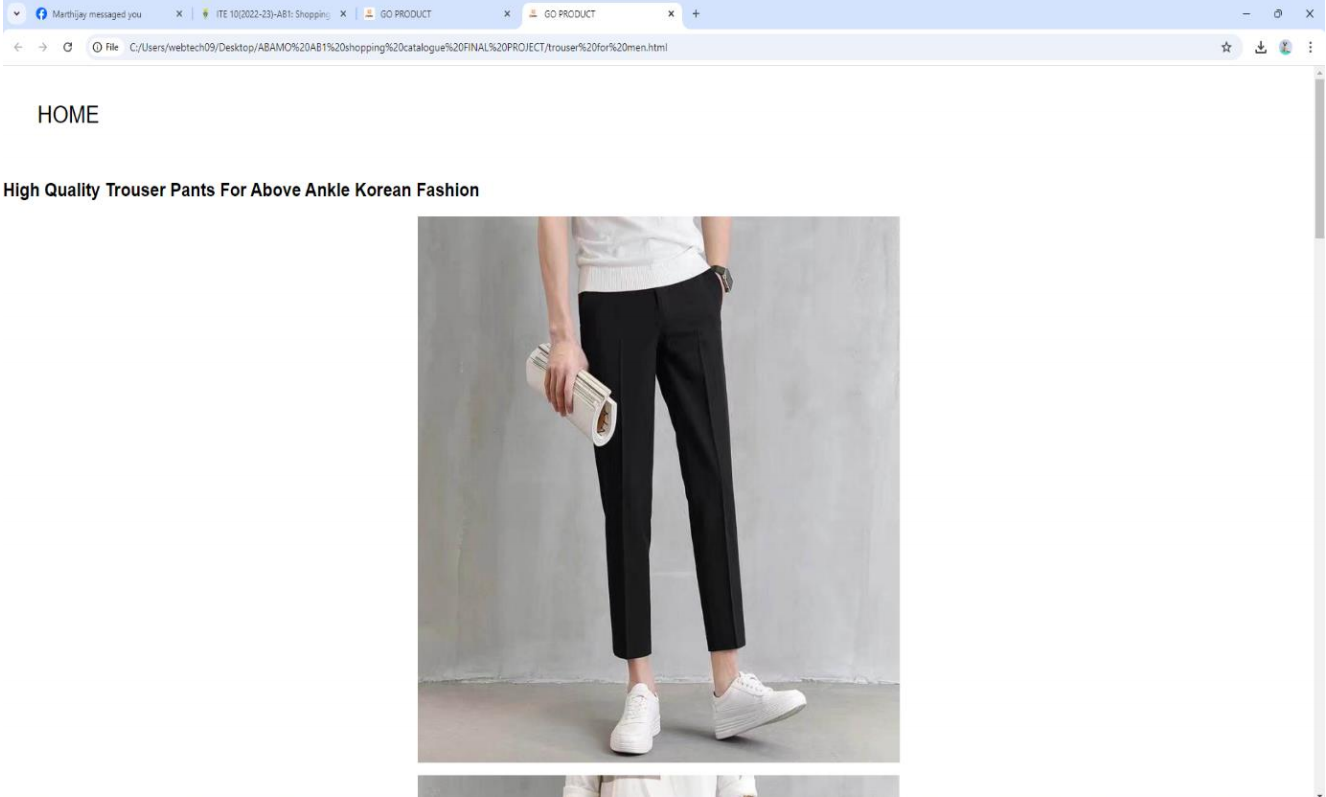 Marthijay messaged you
ITE 10(2022-23)-AB1: Shopping
GO PRODUCT
GO PRODUCT
File
C:/Users/webtech09/Desktop/ABAMO%20AB1%20shopping%20catalogue%20FINAL%20PROJECT/trouser%20for%20men.html
HOME
High Quality Trouser Pants For Above Ankle Korean Fashion